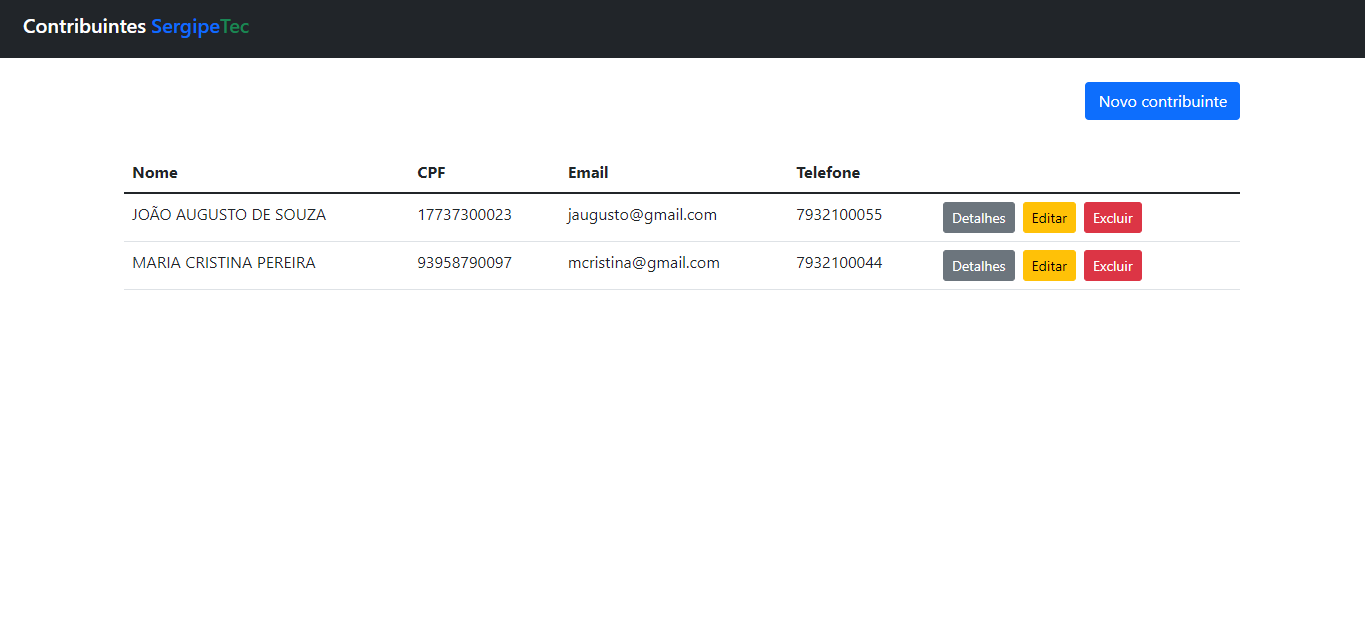 Contribuintes SergipeTec
Novo contribuinte
Nome CPF Email Telefone
JOÃO AUGUSTO DE SOUZA 17737300023 jaugusto@gmail.com 7932100055 Detalhes Editar Excluir
MARIA CRISTINA PEREIRA 93958790097 mcristina@gmail.com 7932100044 Detalhes Editar Excluir